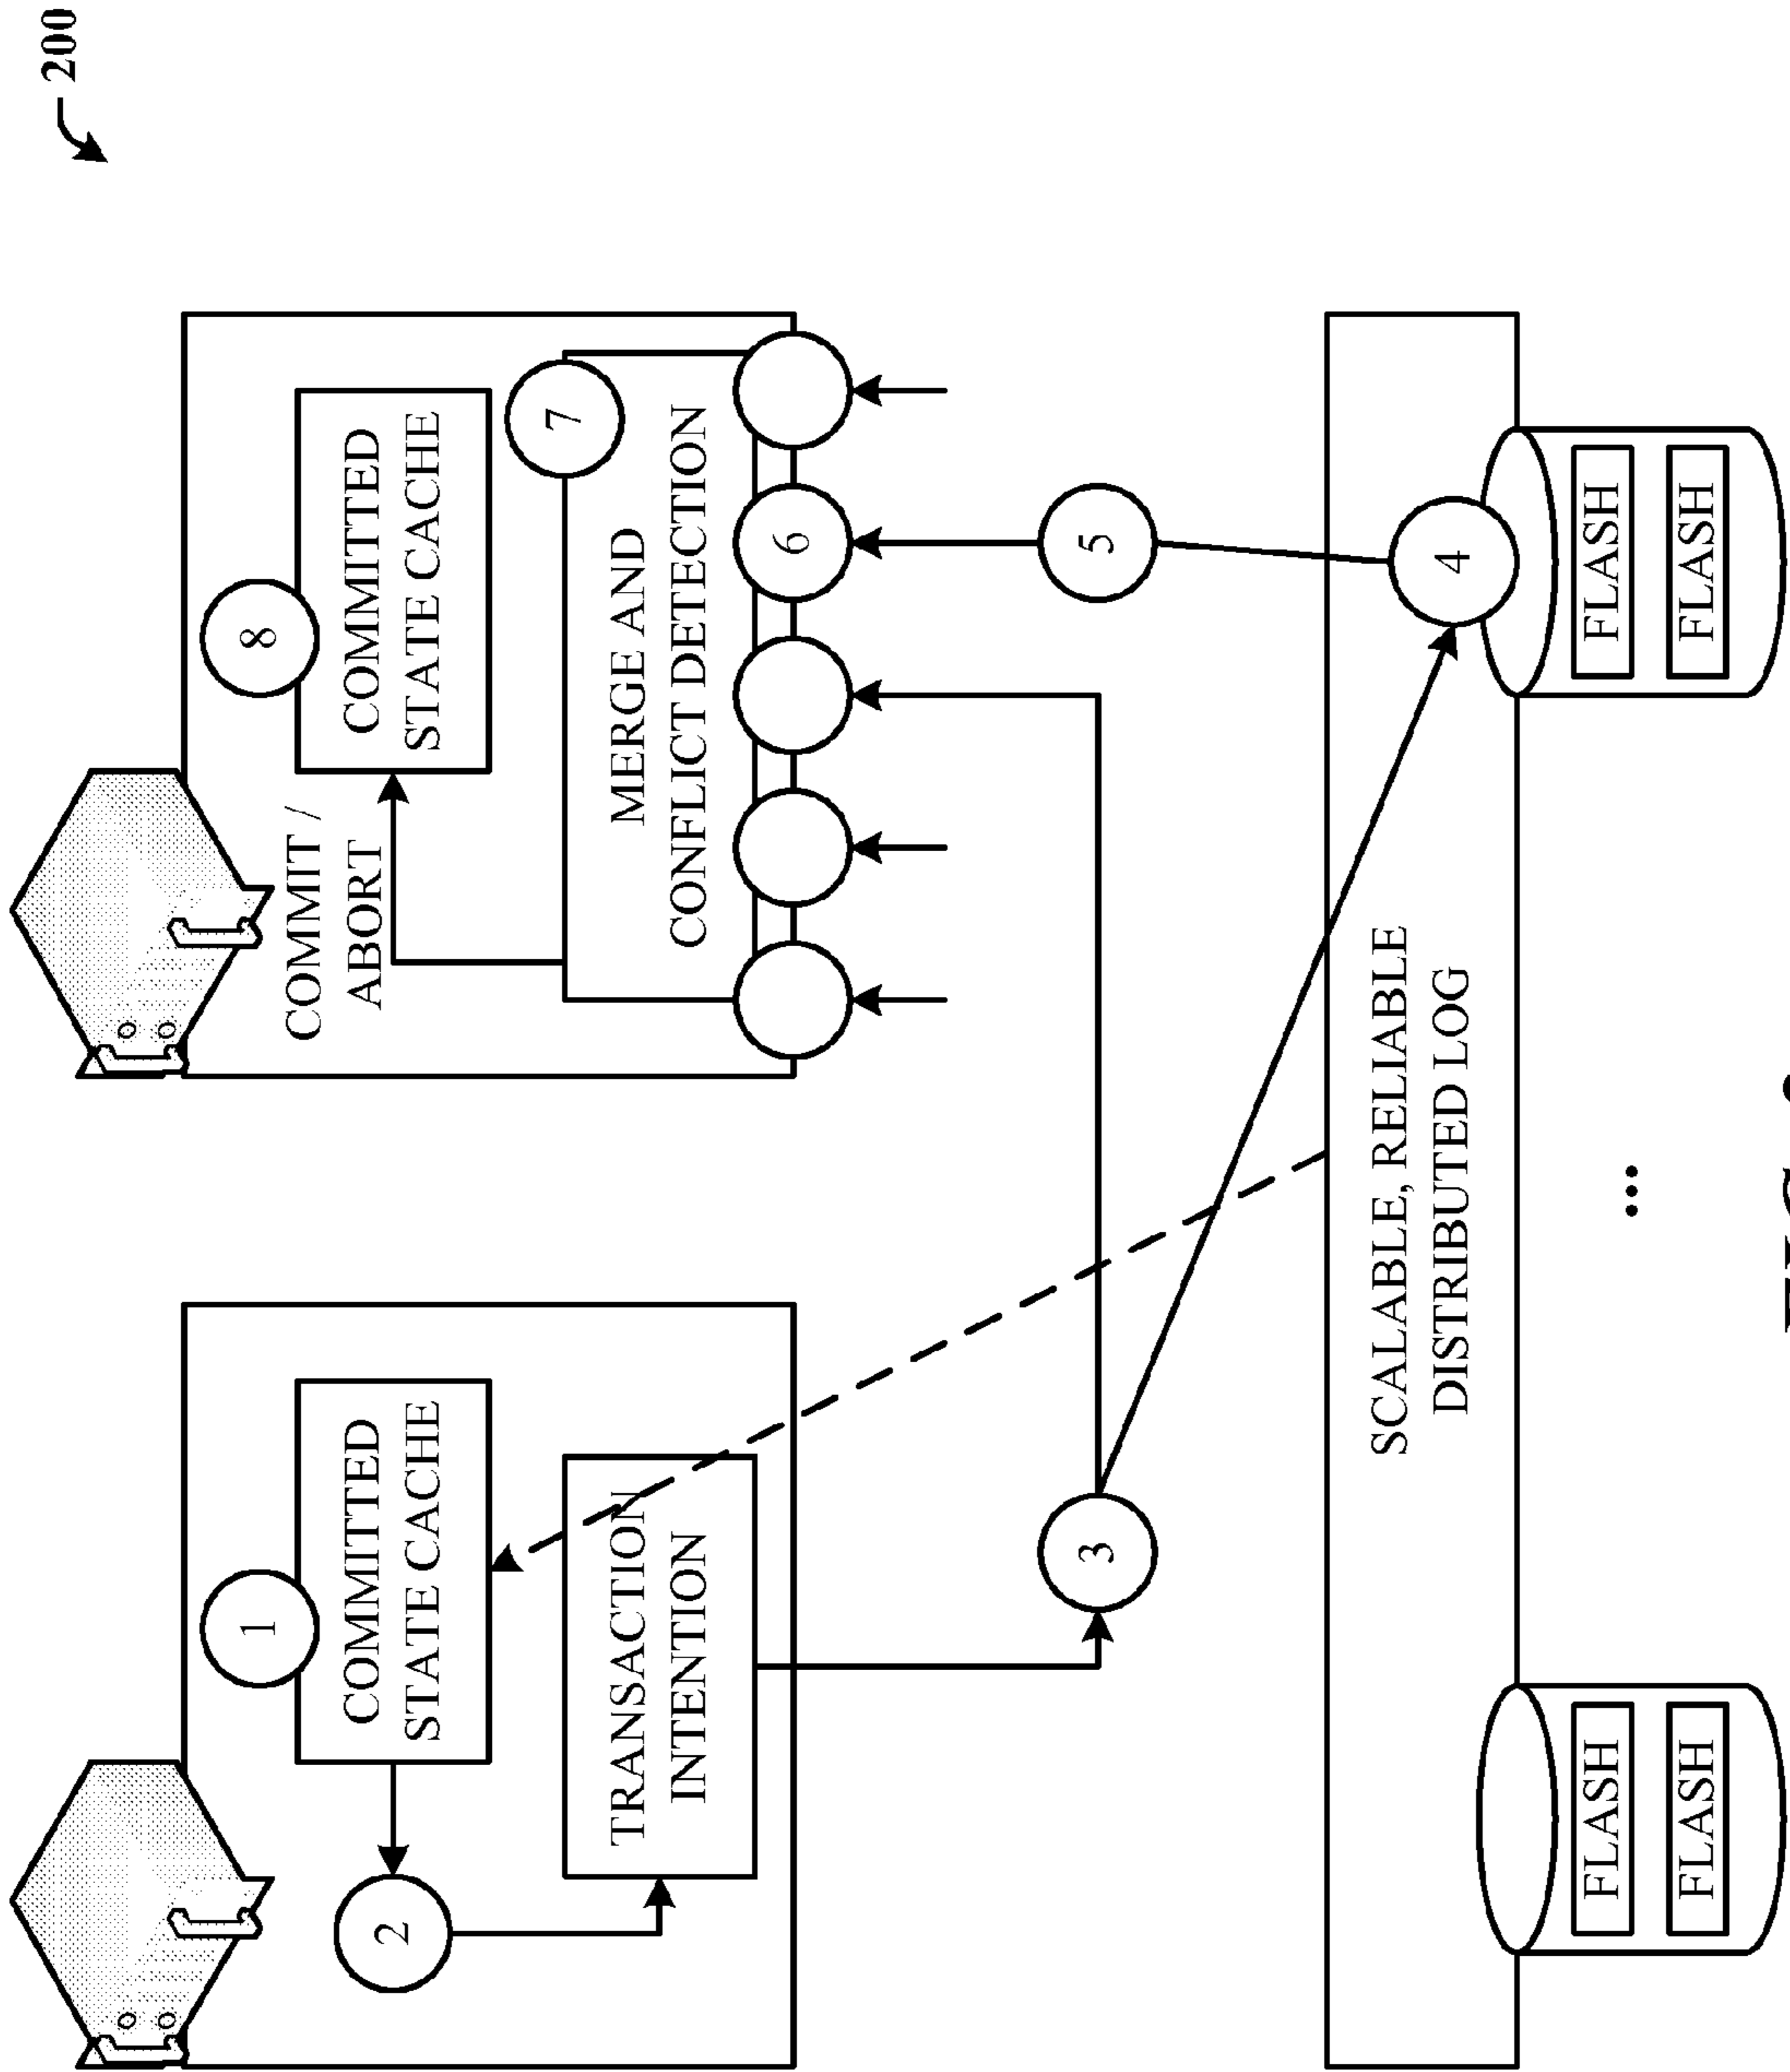 200
1
COMMITTED
STATE CACHE
2
TRANSACTION
INTENTION
8
COMMITTED
STATE CACHE
COMMIT /
ABORT
7
MERGE AND
CONFLICT DETECTION
6
3
5
SCALABLE, RELIABLE
DISTRIBUTED LOG
4
FLASH
FLASH
...
FLASH
FLASH